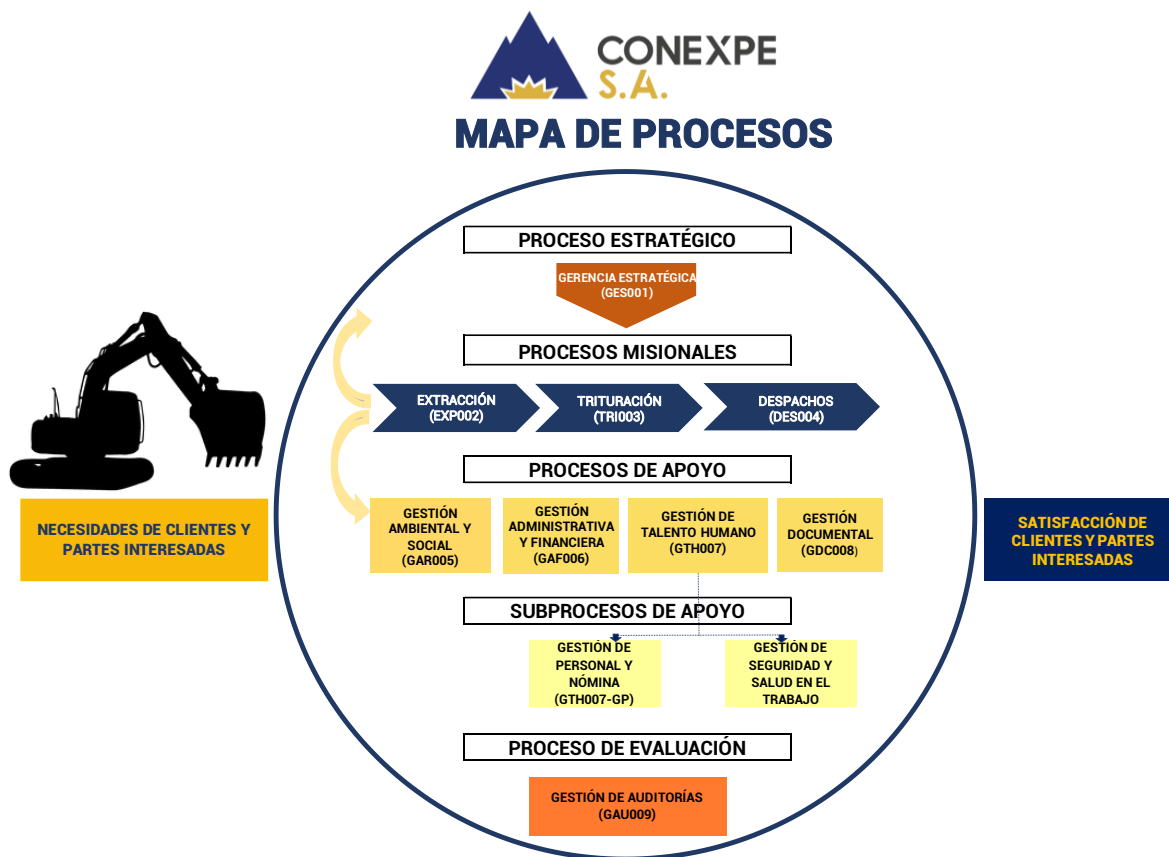 CONEXPE
S.A.
MAPA DE PROCESOS
PROCESO ESTRATÉGICO
GERENCIA ESTRATÉGICA
(GES001)
PROCESOS MISIONALES
EXTRACCIÓN
(EXP002)
TRITURACIÓN
(TRI003)
DESPACHOS
(DES004)
PROCESOS DE APOYO
NECESIDADES DE CLIENTES Y
PARTES INTERESADAS
GESTIÓN
AMBIENTAL Y
SOCIAL
(GAR005)
GESTIÓN
ADMINISTRATIVA
Y FINANCIERA
(GAF006)
GESTIÓN DE
TALENTO HUMANO
(GTH007)
GESTIÓN
DOCUMENTAL
(GDC008)
SATISFACCIÓN DE
CLIENTES Y PARTES
INTERESADAS
SUBPROCESOS DE APOYO
GESTIÓN DE
PERSONAL Y
NÓMINA
(GTH007-GP)
GESTIÓN DE
SEGURIDAD Y
SALUD EN EL
TRABAJO
PROCESO DE EVALUACIÓN
GESTIÓN DE AUDITORÍAS
(GAU009)